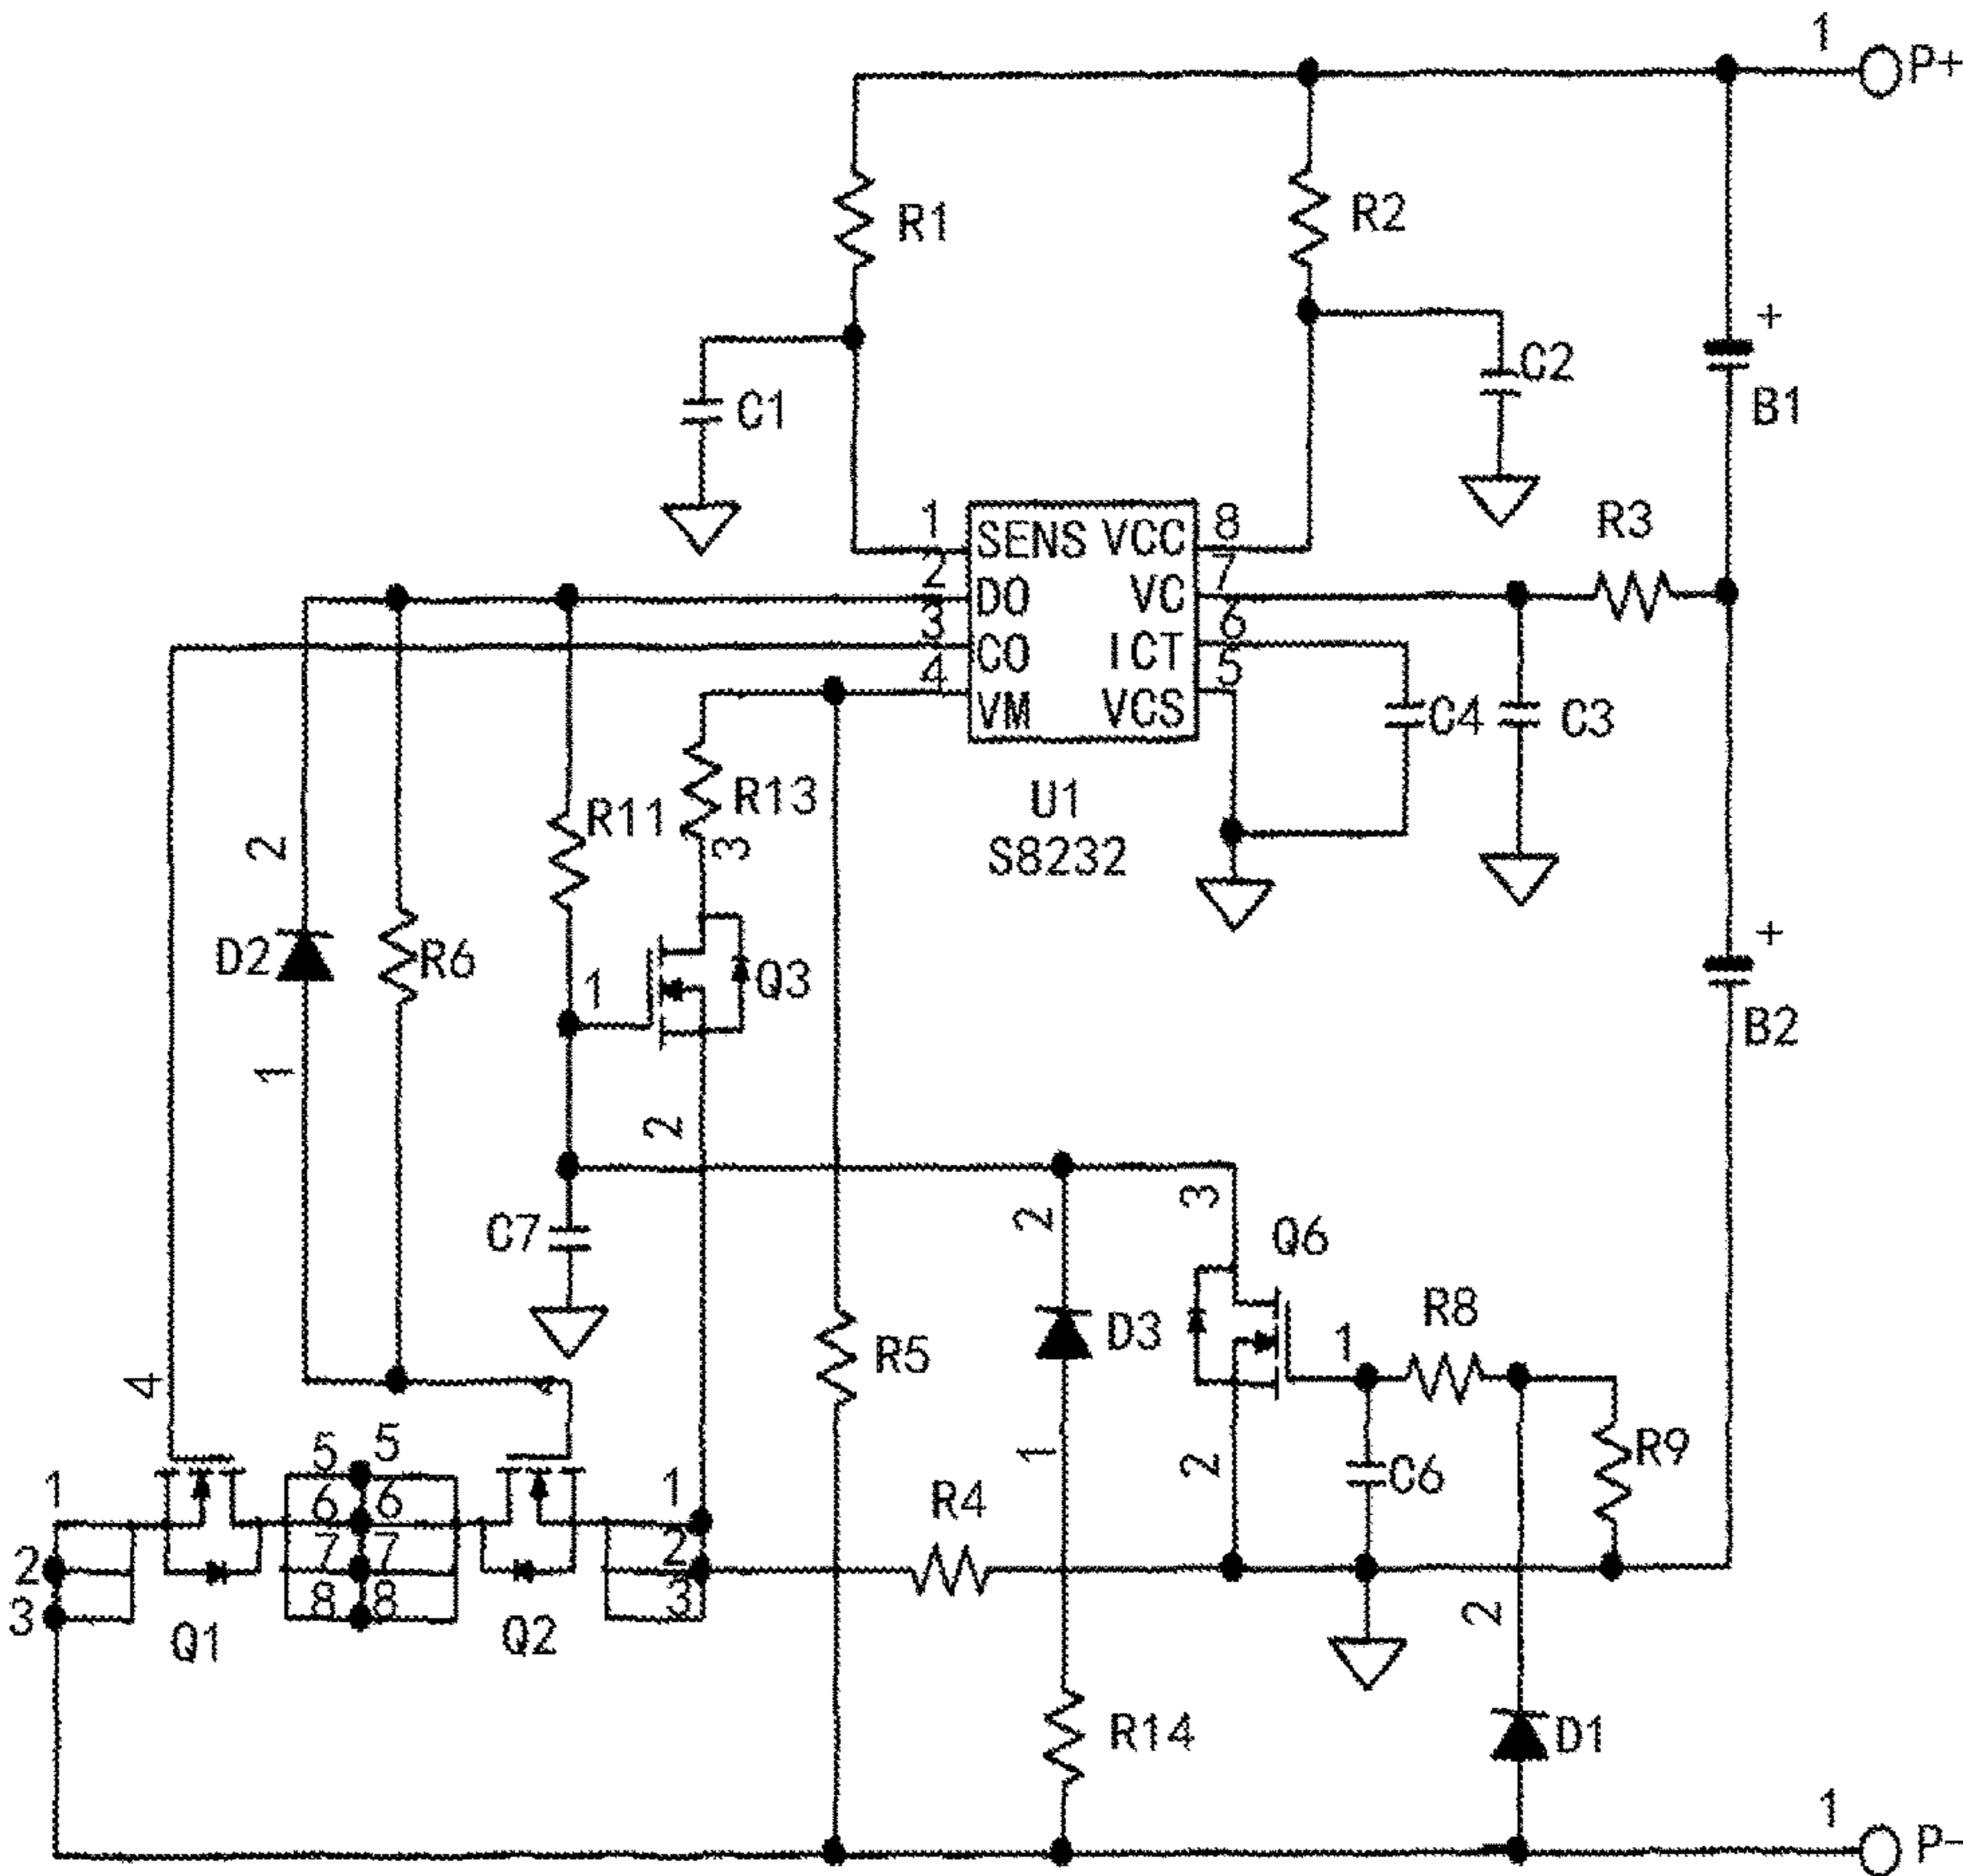 1
P+
R1
R2
+
C1
C2
B1
R3
1 SENS VCC 8
2 DO VC 7
3 CO ICT 6
4 VM VCS 5
C4
C3
R13
U1
R11
S8232
2
3
D2
R6
+
1
Q3
B2
1
2
C7
2
3
Q6
D3
R8
1
R5
4
4
1
2
R9
C6
5 5
1
6 6
1
R4
2
7 7
2
3
8 8
3
2
Q1
Q2
R14
D1
1
P-